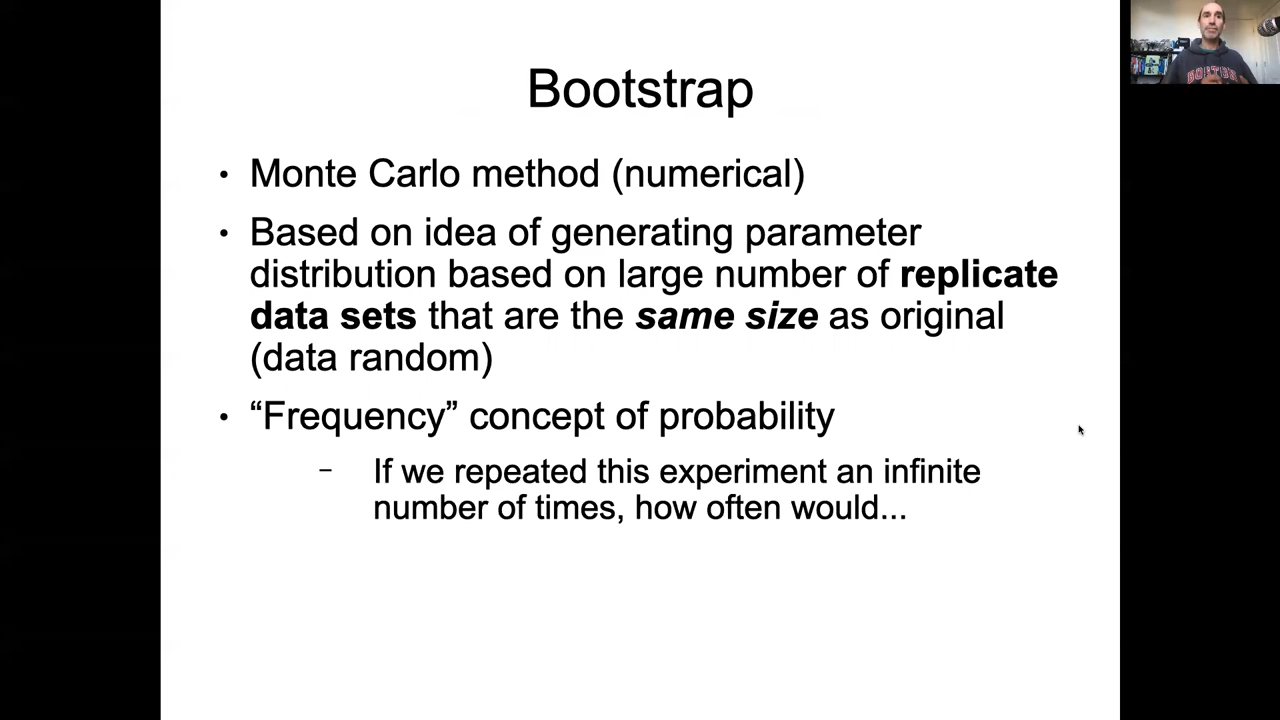 Bootstrap
• Monte Carlo method (numerical)
• Based on idea of generating parameter
distribution based on large number of replicate
data sets that are the same size as original
(data random)
• “Frequency” concept of probability
– If we repeated this experiment an infinite
number of times, how often would...
BOSTON